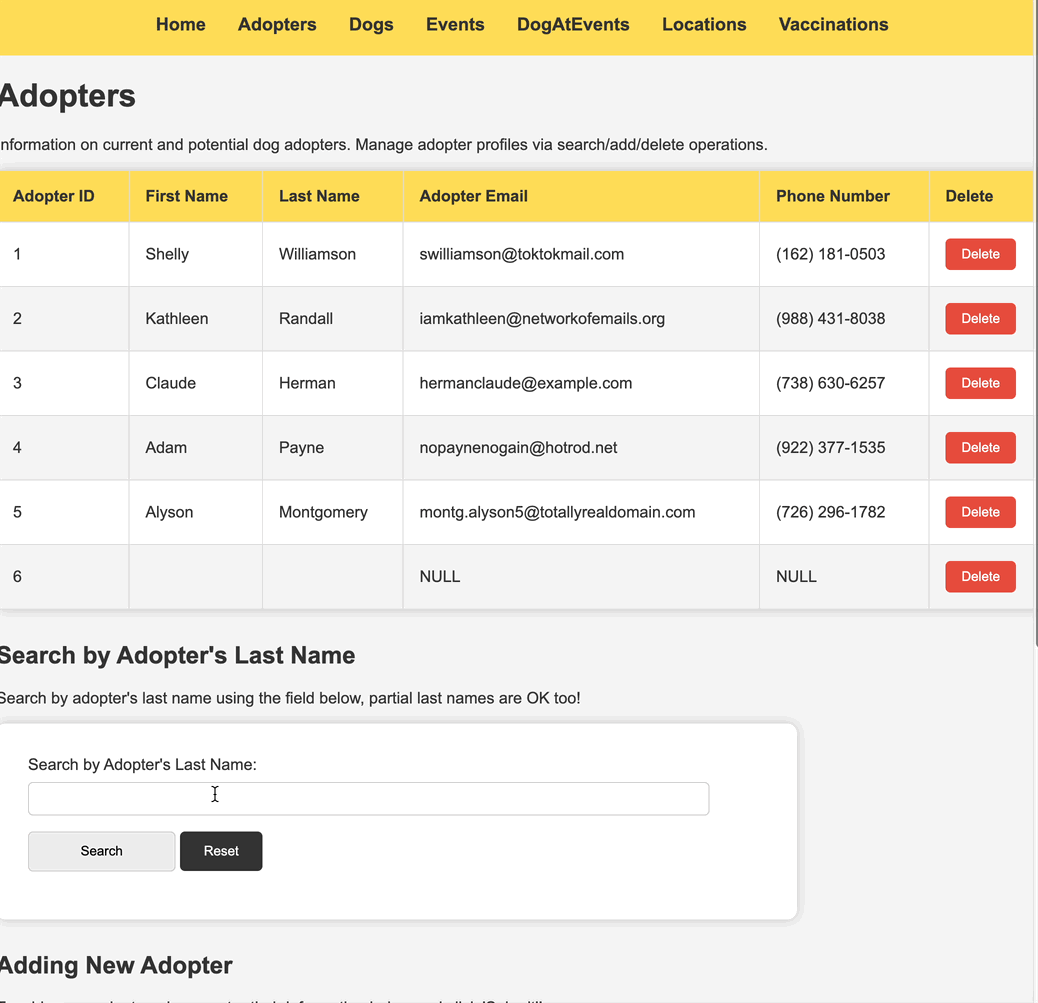 Home Adopters Dogs Events DogAtEvents Locations Vaccinations
Adopters
nformation on current and potential dog adopters. Manage adopter profiles via search/add/delete operations.
Adopter ID First Name Last Name Adopter Email Phone Number Delete
1 Shelly Williamson swilliamson@toktokmail.com (162) 181-0503 Delete
2 Kathleen Randall iamkathleen@networkofemails.org (988) 431-8038 Delete
3 Claude Herman hermanclaude@example.com (738) 630-6257 Delete
4 Adam Payne nopaynenogain@hotrod.net (922) 377-1535 Delete
5 Alyson Montgomery montg.alyson5@totallyrealdomain.com (726) 296-1782 Delete
6 NULL NULL Delete
Search by Adopter's Last Name
Search by adopter's last name using the field below, partial last names are OK too!
Search by Adopter's Last Name:
Search Reset
Adding New Adopter